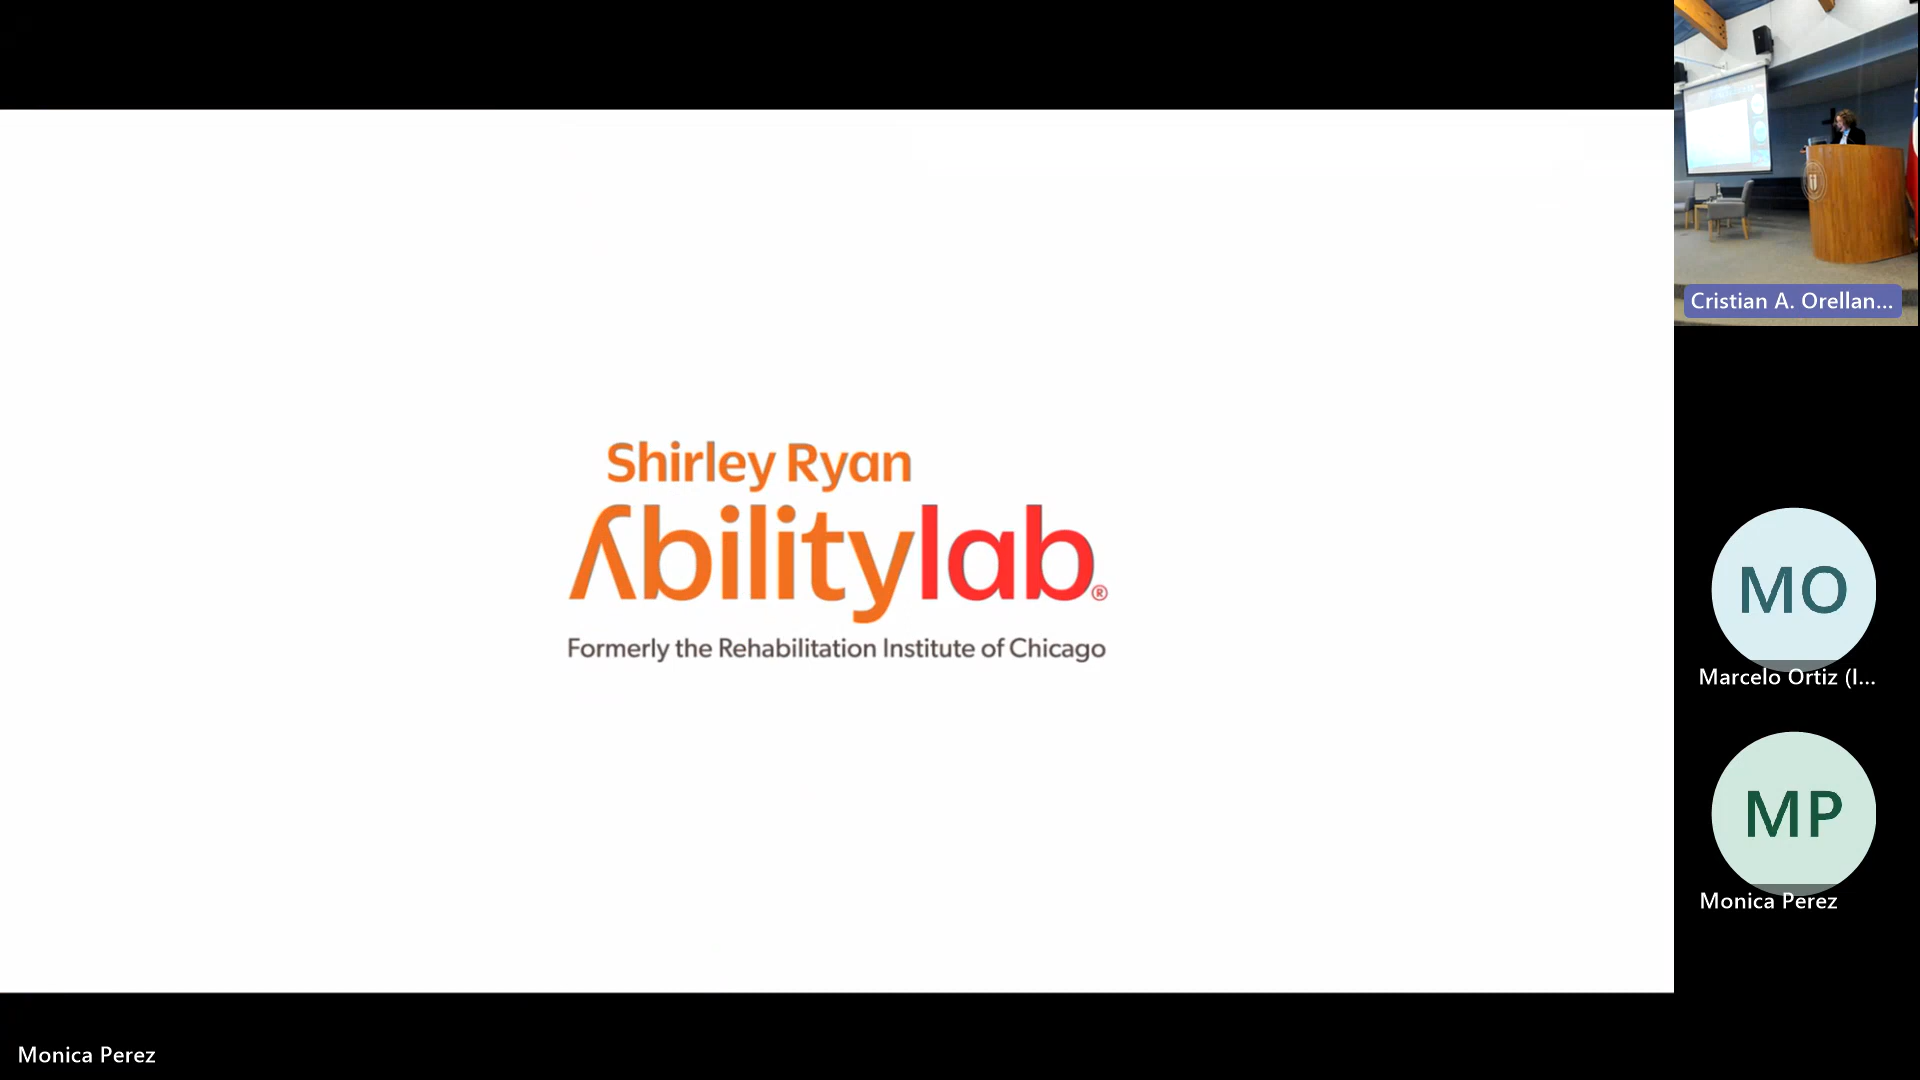 Shirley Ryan
Abilitylab®
Formerly the Rehabilitation Institute of Chicago
Cristian A. Orellan...
MO
Marcelo Ortiz (I...
MP
Monica Perez
Monica Perez